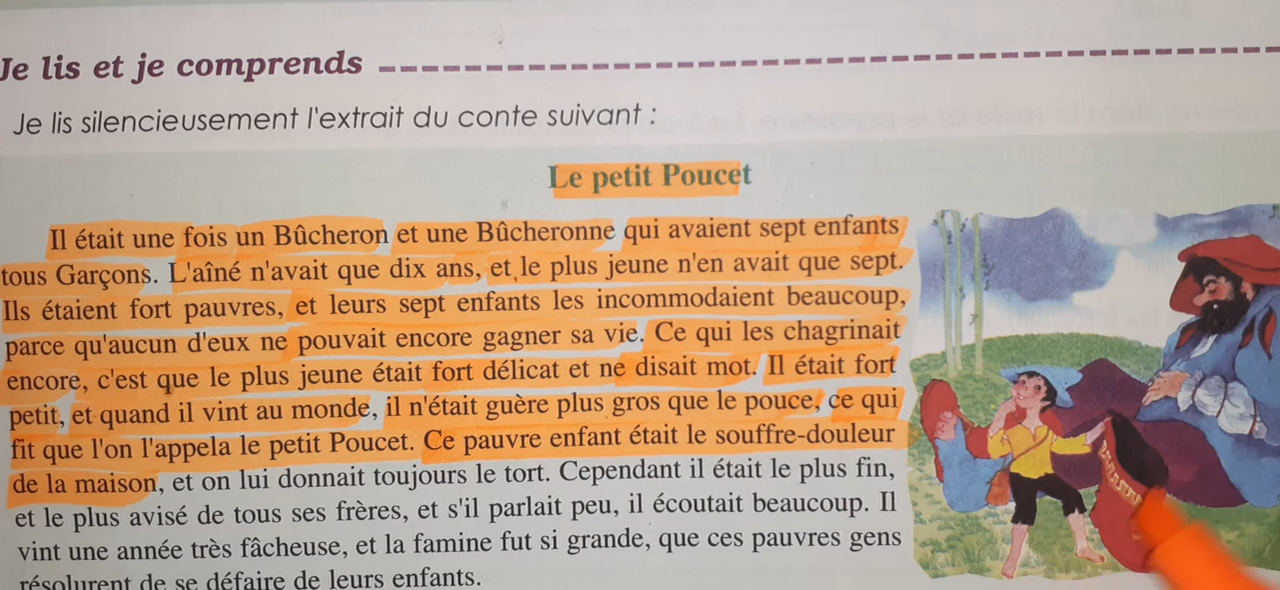 Je lis et je comprends
Je lis silencieusement l'extrait du conte suivant :
Le petit Poucet
Il était une fois un Bûcheron et une Bûcheronne qui avaient sept enfants
tous Garçons. L'aîné n'avait que dix ans, et le plus jeune n'en avait que sept.
Ils étaient fort pauvres, et leurs sept enfants les incommodaient beaucoup,
parce qu'aucun d'eux ne pouvait encore gagner sa vie. Ce qui les chagrinait
encore, c'est que le plus jeune était fort délicat et ne disait mot. Il était fort
petit, et quand il vint au monde, il n'était guère plus gros que le pouce, ce qui
fit que l'on l'appela le petit Poucet. Ce pauvre enfant était le souffre-douleur
de la maison, et on lui donnait toujours le tort. Cependant il était le plus fin,
et le plus avisé de tous ses frères, et s'il parlait peu, il écoutait beaucoup. Il
vint une année très fâcheuse, et la famine fut si grande, que ces pauvres gens
résolurent de se défaire de leurs enfants.